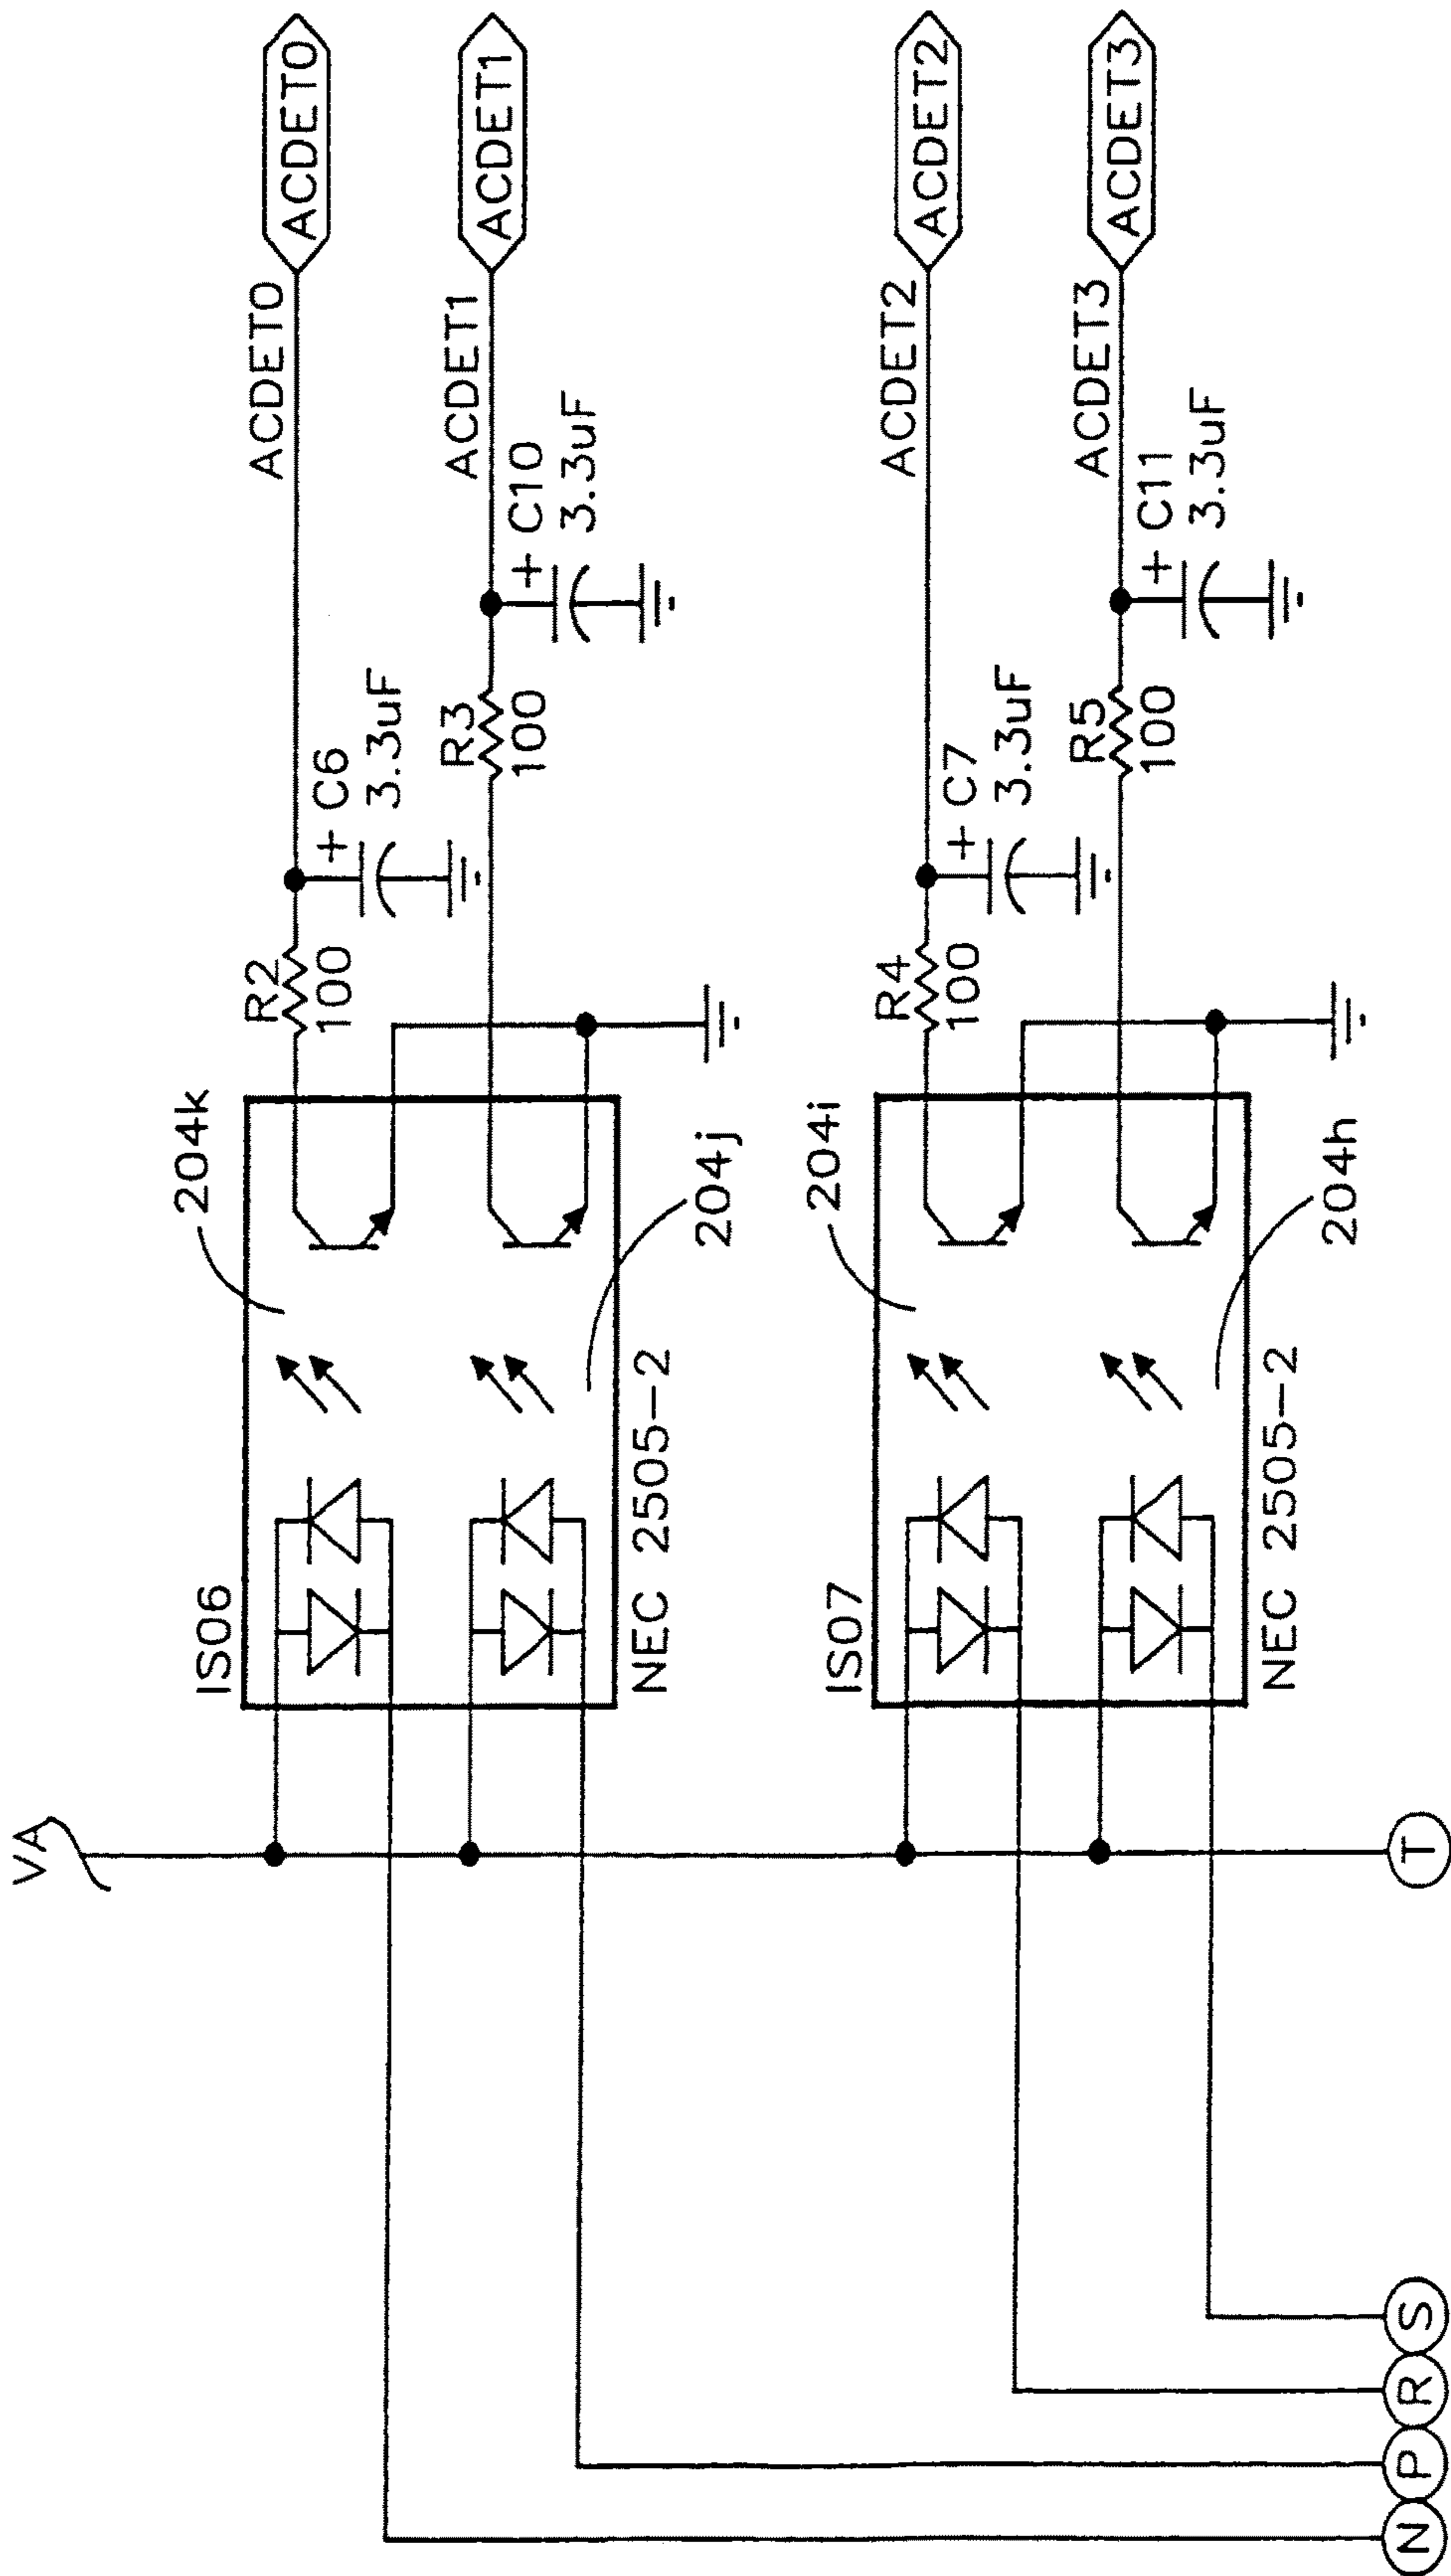 VA
ISO6
204k
R2
100
+ C6
3.3uF
ACDET0
ACDET0
R3
100
+ C10
3.3uF
ACDET1
ACDET1
NEC 2505-2
204j
ISO7
204i
R4
100
+ C7
3.3uF
ACDET2
ACDET2
R5
100
+ C11
3.3uF
ACDET3
ACDET3
NEC 2505-2
204h
N
P
R
S
T